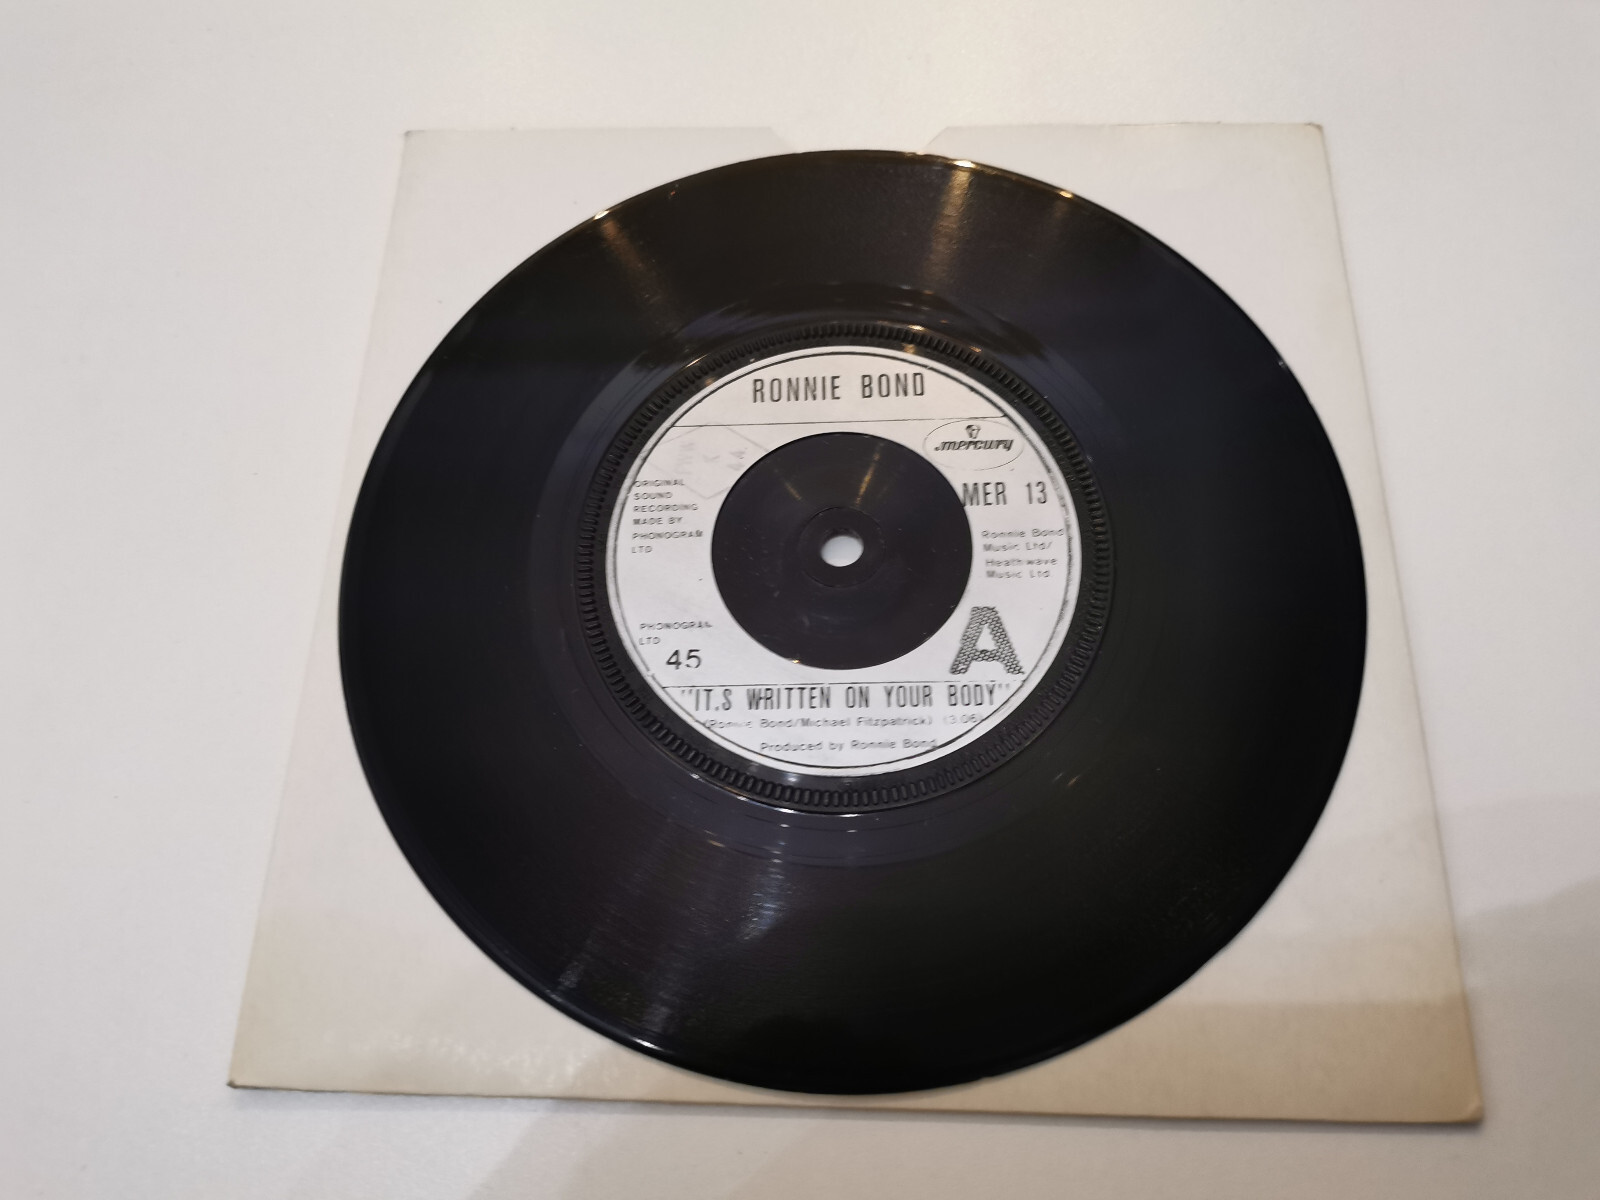 RONNIE BOND
mercury
MER 13
ORIGINAL
SOUND
RECORDING
MADE BY
PHONOGRAM
LTD
Ronnie Bond
Music Ltd/
Heathwave
Music Ltd
PHONOGRAM
LTD
45
A
"IT.S WRITTEN ON YOUR BODY"
(Ronnie Bond/Michael Fitzpatrick) (3.06)
Produced by Ronnie Bond